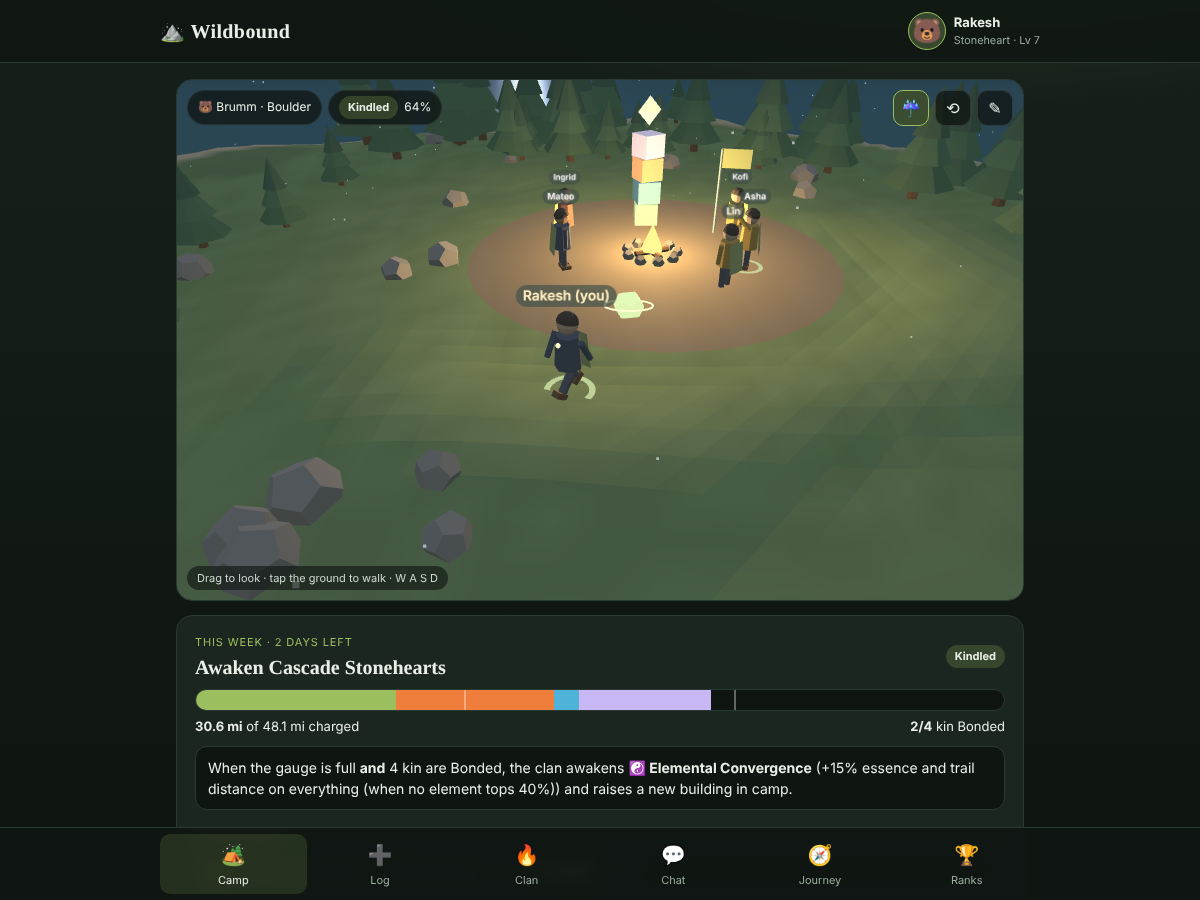 Wildbound
Rakesh
Stoneheart · Lv 7
Brumm · Boulder
Kindled 64%
Ingrid
Mateo
Kofi
Asha
Lin
Rakesh (you)
Drag to look · tap the ground to walk · W A S D
THIS WEEK · 2 DAYS LEFT
Awaken Cascade Stonehearts
Kindled
30.6 mi of 48.1 mi charged
2/4 kin Bonded
When the gauge is full and 4 kin are Bonded, the clan awakens ☯️ Elemental Convergence (+15% essence and trail
distance on everything (when no element tops 40%)) and raises a new building in camp.
Camp
Log
Clan
Chat
Journey
Ranks